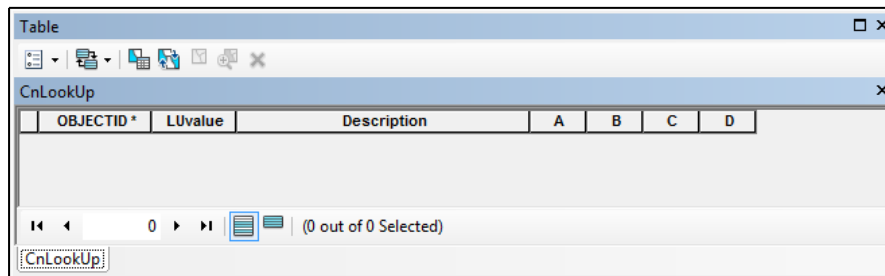 Table
CnLookUp
OBJECTID * LUvalue Description A B C D
0 (0 out of 0 Selected)
CnLookUp